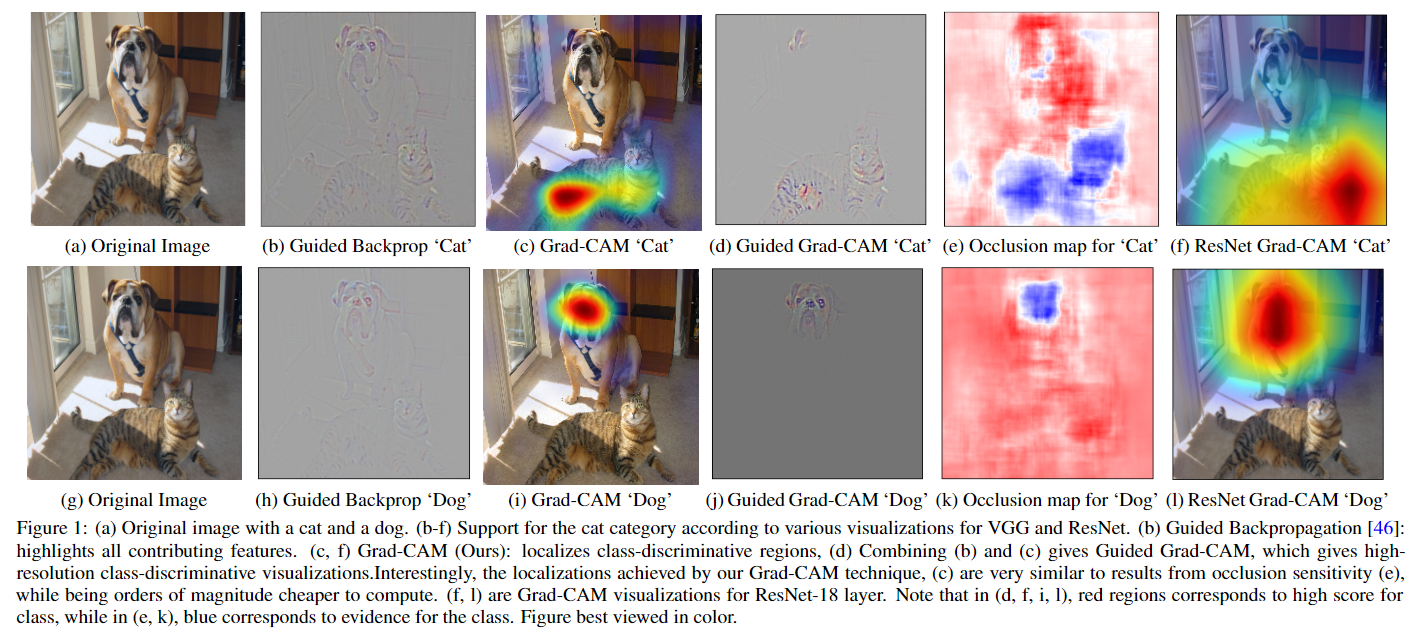 (a) Original Image (b) Guided Backprop ‘Cat’ (c) Grad-CAM ‘Cat’ (d) Guided Grad-CAM ‘Cat’ (e) Occlusion map for ‘Cat’ (f) ResNet Grad-CAM ‘Cat’
(g) Original Image (h) Guided Backprop ‘Dog’ (i) Grad-CAM ‘Dog’ (j) Guided Grad-CAM ‘Dog’ (k) Occlusion map for ‘Dog’ (l) ResNet Grad-CAM ‘Dog’
Figure 1: (a) Original image with a cat and a dog. (b-f) Support for the cat category according to various visualizations for VGG and ResNet. (b) Guided Backpropagation [46]:
highlights all contributing features. (c, f) Grad-CAM (Ours): localizes class-discriminative regions, (d) Combining (b) and (c) gives Guided Grad-CAM, which gives high-
resolution class-discriminative visualizations.Interestingly, the localizations achieved by our Grad-CAM technique, (c) are very similar to results from occlusion sensitivity (e),
while being orders of magnitude cheaper to compute. (f, l) are Grad-CAM visualizations for ResNet-18 layer. Note that in (d, f, i, l), red regions corresponds to high score for
class, while in (e, k), blue corresponds to evidence for the class. Figure best viewed in color.